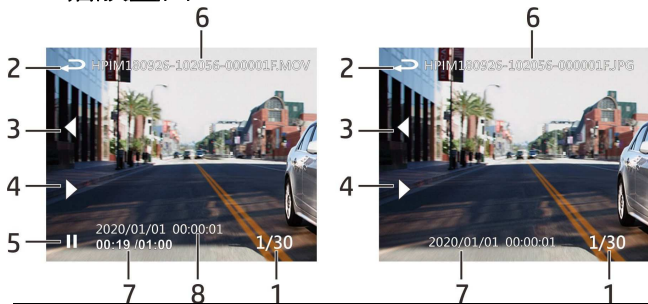 6 6
2 HPIM180926-102056-000001F.MOV
2 HPIM180926-102056-000001F.JPG
3 3
4 4
5 2020/01/01 00:00:01
00:19 /01:00 1/30
2020/01/01 00:00:01 1/30
7 8 1
7 1